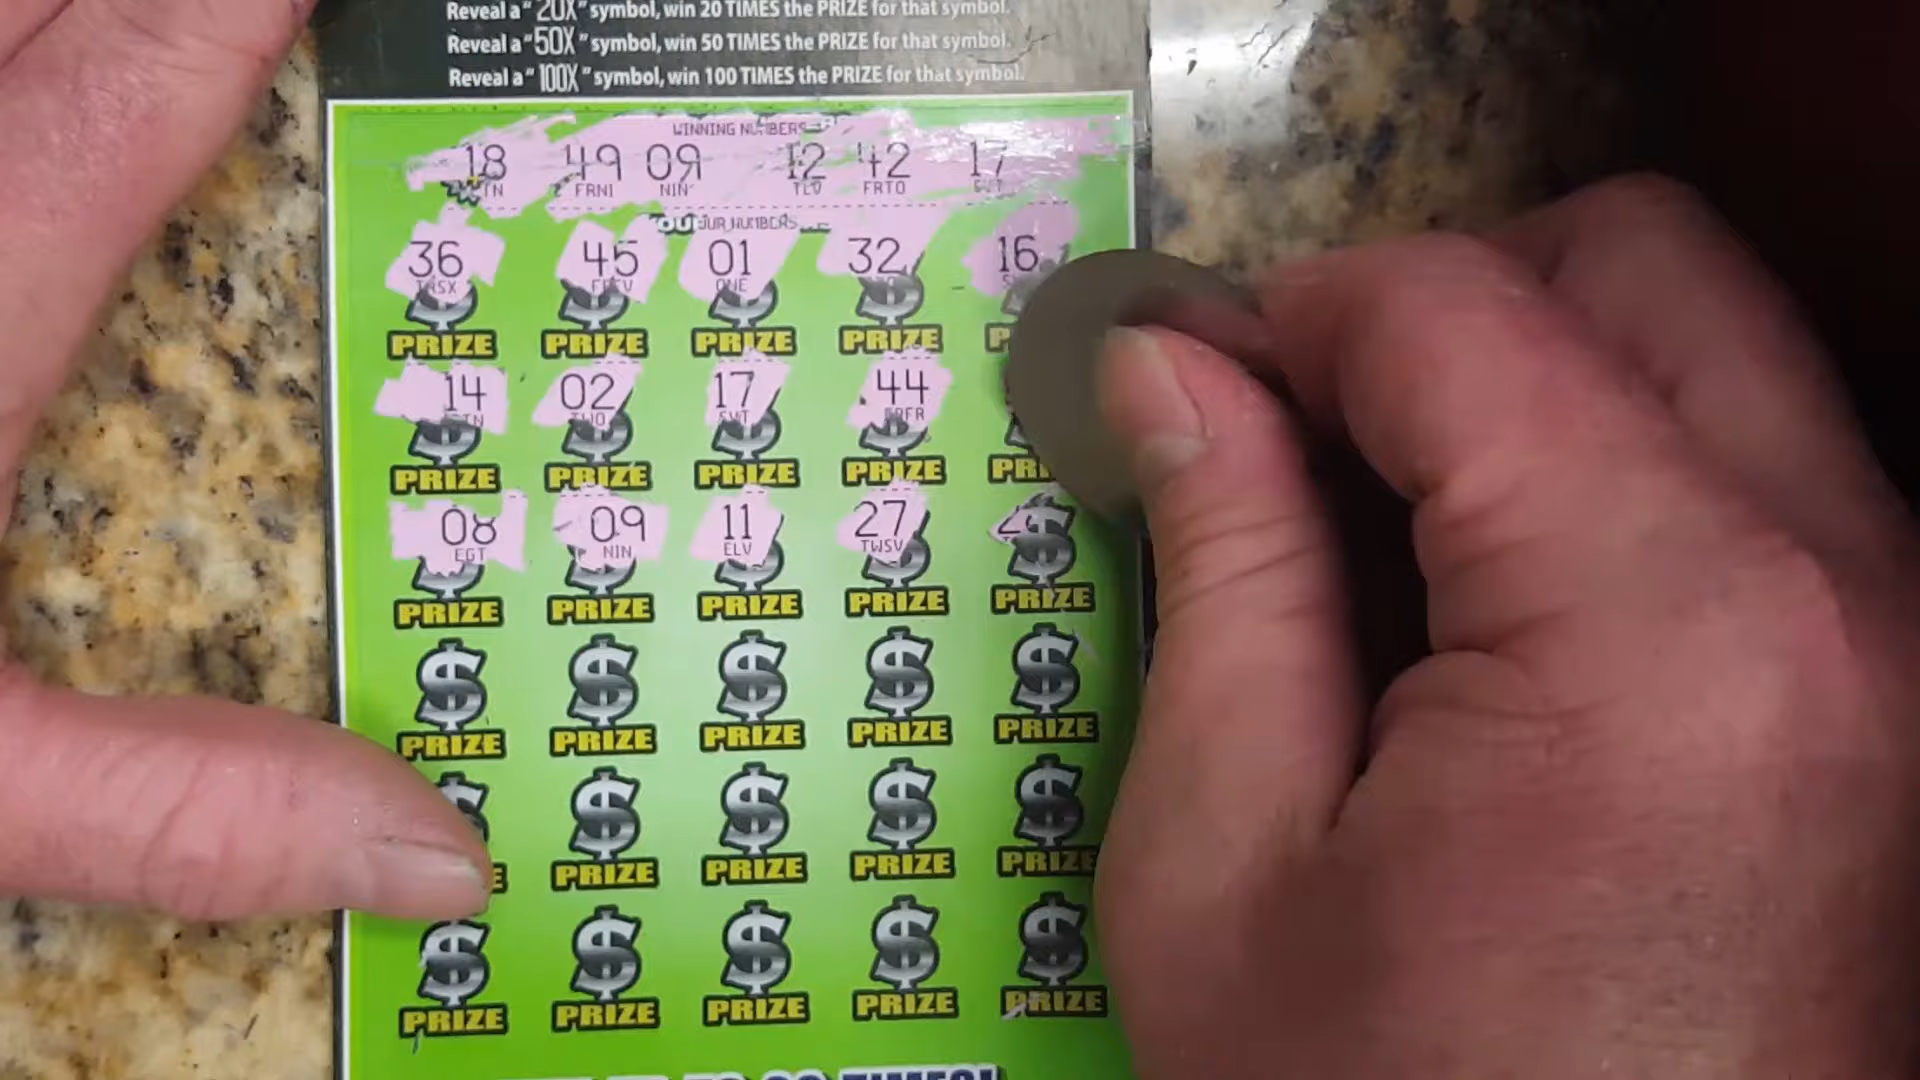 Reveal a "20X" symbol, win 20 TIMES the PRIZE for that symbol.
Reveal a "50X" symbol, win 50 TIMES the PRIZE for that symbol.
Reveal a "100X" symbol, win 100 TIMES the PRIZE for that symbol.
WINNING NUMBERS
18 49 09 12 42 17
FRNI NIN TLV FRTO
36 45 01 32 16
ONE
$ $ $ $
PRIZE PRIZE PRIZE PRIZE
14 02 17 44
TWO SVT FRFR
$ $ $ $
PRIZE PRIZE PRIZE PRIZE
08 09 11 27
EGT NIN ELV TWSV
$ $ $ $ $
PRIZE PRIZE PRIZE PRIZE PRIZE
$ $ $ $ $
PRIZE PRIZE PRIZE PRIZE PRIZE
$ $ $ $ $
PRIZE PRIZE PRIZE PRIZE
$ $ $ $ $
PRIZE PRIZE PRIZE PRIZE PRIZE